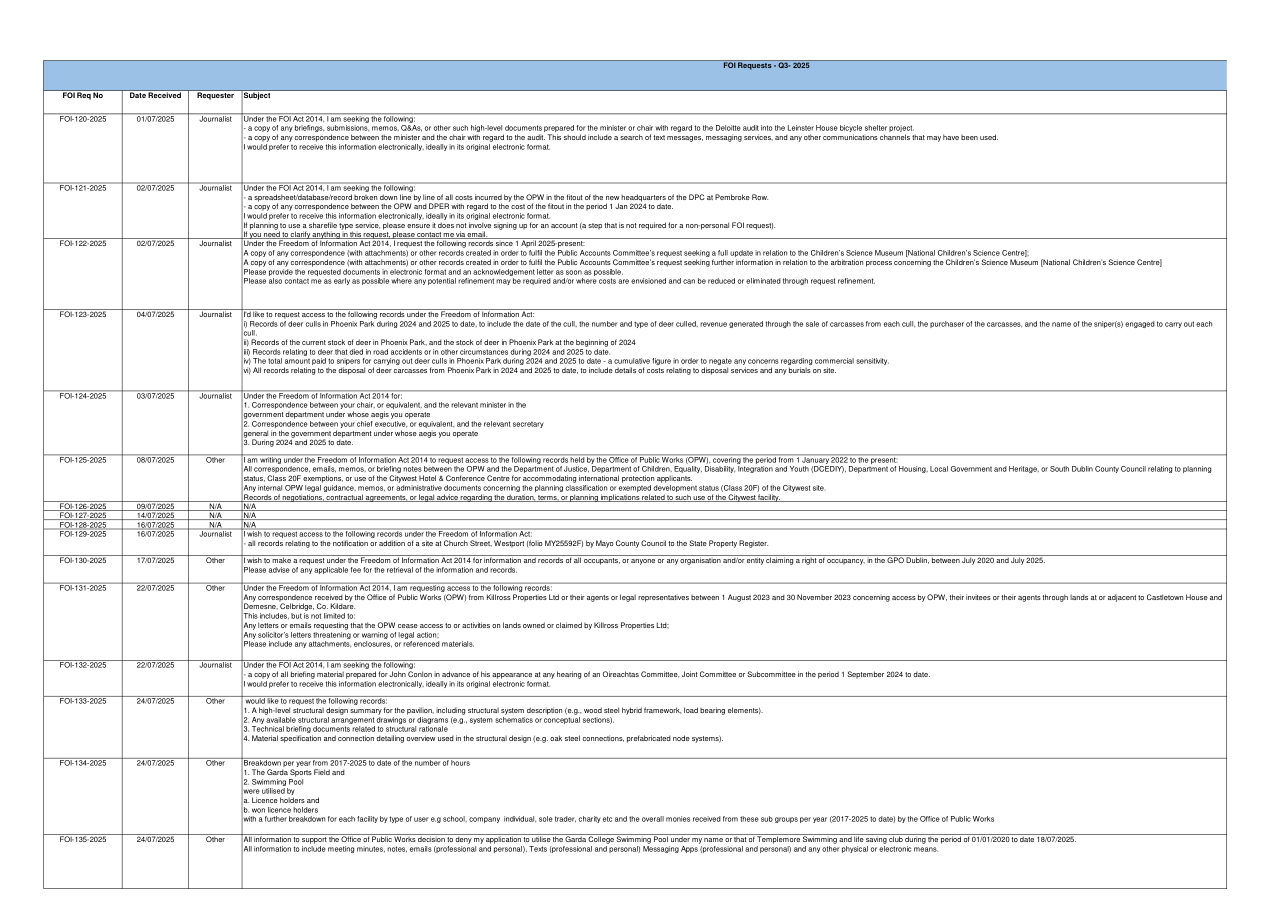 FOI Requests - Q3- 2025
FOI Req No Date Received Requester Subject
FOI-120-2025 01/07/2025 Journalist Under the FOI Act 2014, I am seeking the following:
- a copy of any briefings, submissions, memos, Q&As, or other such high-level documents prepared for the minister or chair with regard to the Deloitte audit into the Leinster House bicycle shelter project.
- a copy of any correspondence between the minister and the chair with regard to the audit. This should include a search of text messages, messaging services, and any other communications channels that may have been used.
I would prefer to receive this information electronically, ideally in its original electronic format.
FOI-121-2025 02/07/2025 Journalist Under the FOI Act 2014, I am seeking the following:
- a spreadsheet/database/record broken down line by line of all costs incurred by the OPW in the fitout of the new headquarters of the DPC at Pembroke Row.
- a copy of any correspondence between the OPW and DPER with regard to the cost of the fitout in the period 1 Jan 2024 to date.
I would prefer to receive this information electronically, ideally in its original electronic format.
If planning to use a sharefile type service, please ensure it does not involve signing up for an account (a step that is not required for a non-personal FOI request).
If you need to clarify anything in this request, please contact me via email.
FOI-122-2025 02/07/2025 Journalist Under the Freedom of Information Act 2014, I request the following records since 1 April 2025-present:
A copy of any correspondence (with attachments) or other records created in order to fulfil the Public Accounts Committee's request seeking a full update in relation to the Children's Science Museum [National Children's Science Centre];
A copy of any correspondence (with attachments) or other records created in order to fulfil the Public Accounts Committee's request seeking further information in relation to the arbitration process concerning the Children's Science Museum [National Children's Science Centre]
Please provide the requested documents in electronic format and an acknowledgement letter as soon as possible.
Please also contact me as early as possible where any potential refinement may be required and/or where costs are envisioned and can be reduced or eliminated through request refinement.
FOI-123-2025 04/07/2025 Journalist I'd like to request access to the following records under the Freedom of Information Act:
i) Records of deer culls in Phoenix Park during 2024 and 2025 to date, to include the date of the cull, the number and type of deer culled, revenue generated through the sale of carcasses from each cull, the purchaser of the carcasses, and the name of the sniper(s) engaged to carry out each
cull.
ii) Records of the current stock of deer in Phoenix Park, and the stock of deer in Phoenix Park at the beginning of 2024
iii) Records relating to deer that died in road accidents or in other circumstances during 2024 and 2025 to date.
iv) The total amount paid to snipers for carrying out deer culls in Phoenix Park during 2024 and 2025 to date - a cumulative figure in order to negate any concerns regarding commercial sensitivity.
vi) All records relating to the disposal of deer carcasses from Phoenix Park in 2024 and 2025 to date, to include details of costs relating to disposal services and any burials on site.
FOI-124-2025 03/07/2025 Journalist Under the Freedom of Information Act 2014 for:
1. Correspondence between your chair, or equivalent, and the relevant minister in the
government department under whose aegis you operate
2. Correspondence between your chief executive, or equivalent, and the relevant secretary
general in the government department under whose aegis you operate
3. During 2024 and 2025 to date.
FOI-125-2025 08/07/2025 Other I am writing under the Freedom of Information Act 2014 to request access to the following records held by the Office of Public Works (OPW), covering the period from 1 January 2022 to the present:
All correspondence, emails, memos, or briefing notes between the OPW and the Department of Justice, Department of Children, Equality, Disability, Integration and Youth (DCEDIY), Department of Housing, Local Government and Heritage, or South Dublin County Council relating to planning
status, Class 20F exemptions, or use of the Citywest Hotel & Conference Centre for accommodating international protection applicants.
Any internal OPW legal guidance, memos, or administrative documents concerning the planning classification or exempted development status (Class 20F) of the Citywest site.
Records of negotiations, contractual agreements, or legal advice regarding the duration, terms, or planning implications related to such use of the Citywest facility.
FOI-126-2025 09/07/2025 N/A N/A
FOI-127-2025 14/07/2025 N/A N/A
FOI-128-2025 16/07/2025 N/A N/A
FOI-129-2025 16/07/2025 Journalist I wish to request access to the following records under the Freedom of Information Act:
- all records relating to the notification or addition of a site at Church Street, Westport (folio MY25592F) by Mayo County Council to the State Property Register.
FOI-130-2025 17/07/2025 Other I wish to make a request under the Freedom of Information Act 2014 for information and records of all occupants, or anyone or any organisation and/or entity claiming a right of occupancy, in the GPO Dublin, between July 2020 and July 2025.
Please advise of any applicable fee for the retrieval of the information and records.
FOI-131-2025 22/07/2025 Other Under the Freedom of Information Act 2014, I am requesting access to the following records:
Any correspondence received by the Office of Public Works (OPW) from Killross Properties Ltd or their agents or legal representatives between 1 August 2023 and 30 November 2023 concerning access by OPW, their invitees or their agents through lands at or adjacent to Castletown House and
Demesne, Celbridge, Co. Kildare.
This includes, but is not limited to:
Any letters or emails requesting that the OPW cease access to or activities on lands owned or claimed by Killross Properties Ltd;
Any solicitor's letters threatening or warning of legal action;
Please include any attachments, enclosures, or referenced materials.
FOI-132-2025 22/07/2025 Journalist Under the FOI Act 2014, I am seeking the following:
- a copy of all briefing material prepared for John Conlon in advance of his appearance at any hearing of an Oireachtas Committee, Joint Committee or Subcommittee in the period 1 September 2024 to date.
I would prefer to receive this information electronically, ideally in its original electronic format.
FOI-133-2025 24/07/2025 Other would like to request the following records:
1. A high-level structural design summary for the pavilion, including structural system description (e.g., wood steel hybrid framework, load bearing elements).
2. Any available structural arrangement drawings or diagrams (e.g., system schematics or conceptual sections).
3. Technical briefing documents related to structural rationale
4. Material specification and connection detailing overview used in the structural design (e.g. oak steel connections, prefabricated node systems).
FOI-134-2025 24/07/2025 Other Breakdown per year from 2017-2025 to date of the number of hours
1. The Garda Sports Field and
2. Swimming Pool
were utilised by
a. Licence holders and
b. won licence holders
with a further breakdown for each facility by type of user e.g school, company individual, sole trader, charity etc and the overall monies received from these sub groups per year (2017-2025 to date) by the Office of Public Works
FOI-135-2025 24/07/2025 Other All information to support the Office of Public Works decision to deny my application to utilise the Garda College Swimming Pool under my name or that of Templemore Swimming and life saving club during the period of 01/01/2020 to date 18/07/2025.
All information to include meeting minutes, notes, emails (professional and personal), Texts (professional and personal) Messaging Apps (professional and personal) and any other physical or electronic means.